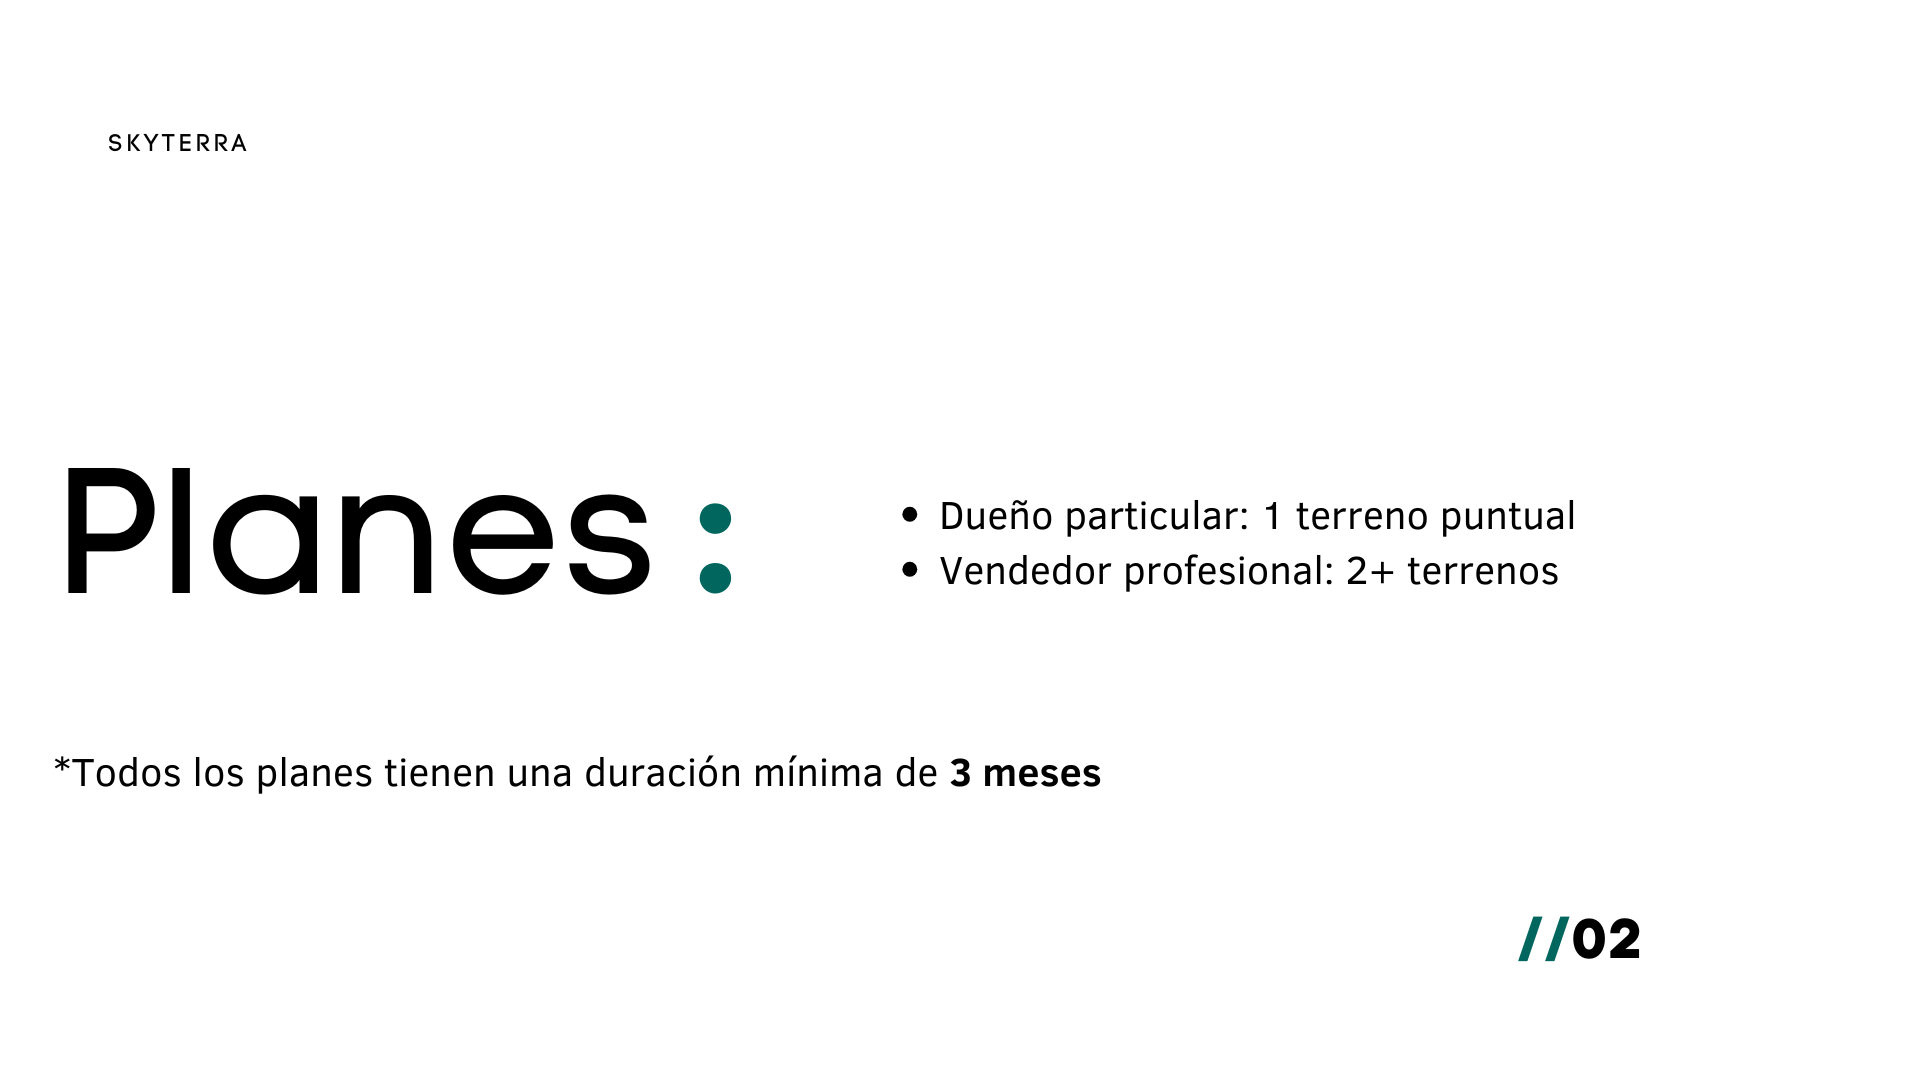 SKYTERRA
Planes :
• Dueño particular: 1 terreno puntual
• Vendedor profesional: 2+ terrenos
*Todos los planes tienen una duración mínima de 3 meses
//02